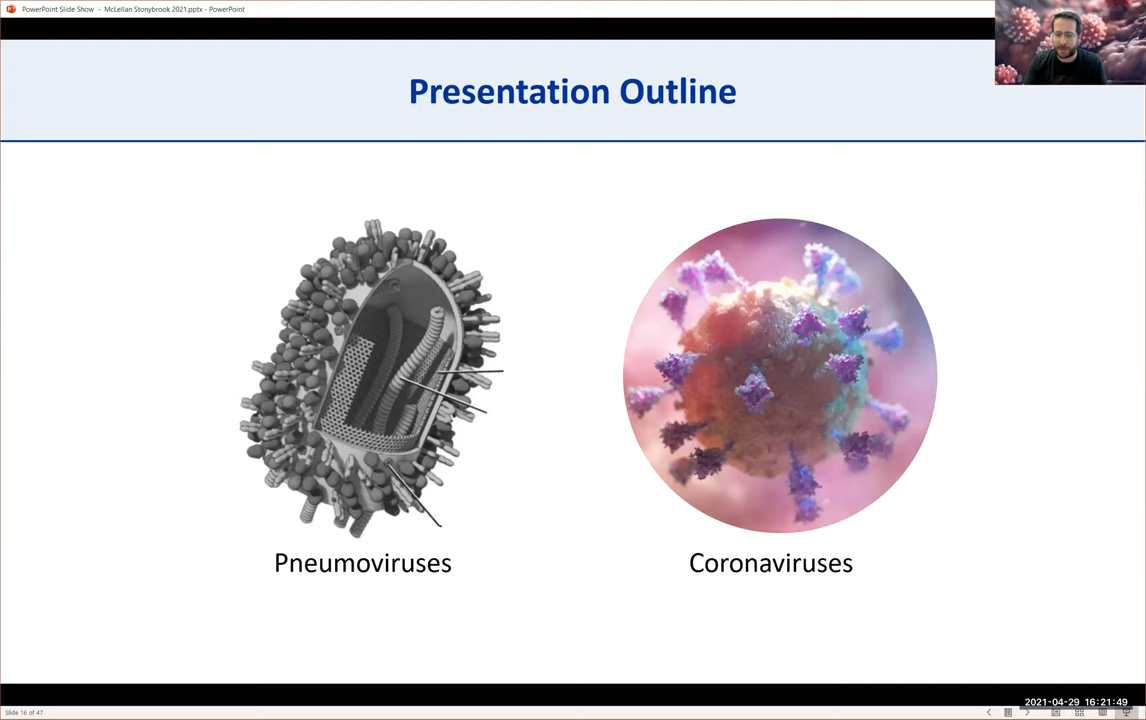 PowerPoint Slide Show - McLellan Stonybrook 2021.pptx - PowerPoint
Presentation Outline
Pneumoviruses
Coronaviruses
2021-04-29 16:21:49
Slide 16 of 47